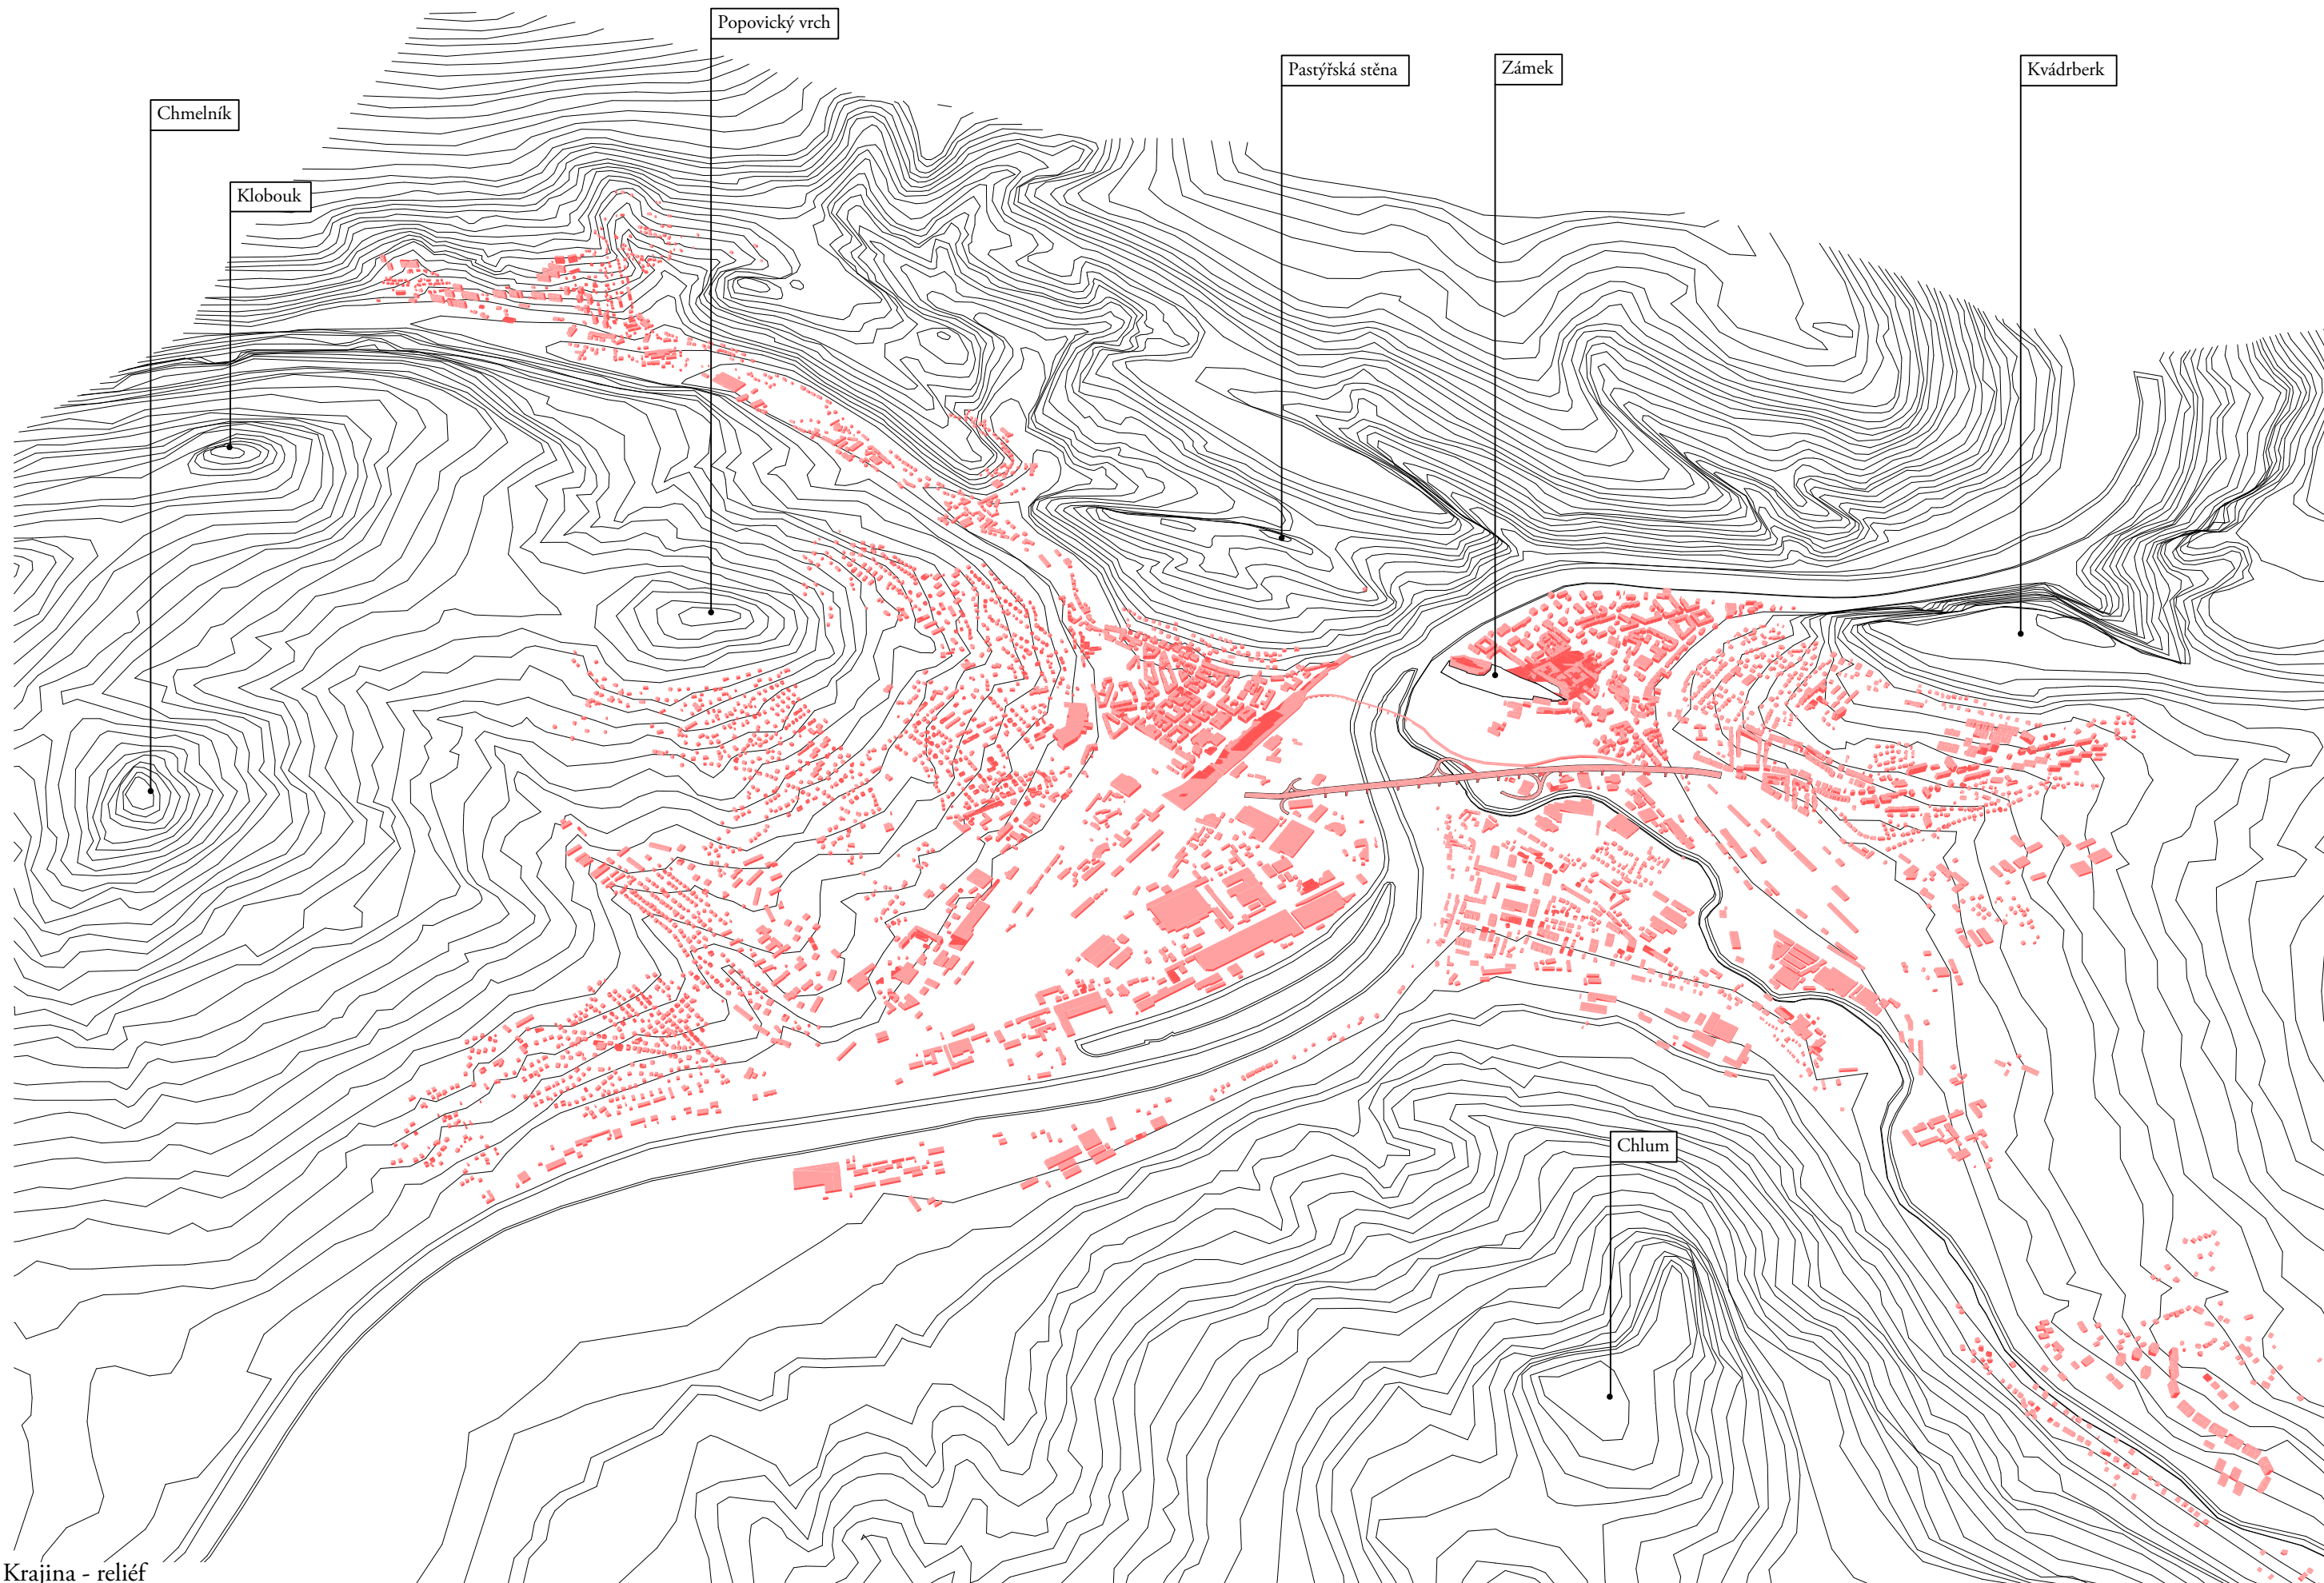 Popovický vrch
Pastýřská stěna
Zámek
Kvádrberk
Chmelník
Klobouk
Chlum
Krajina - reliéf